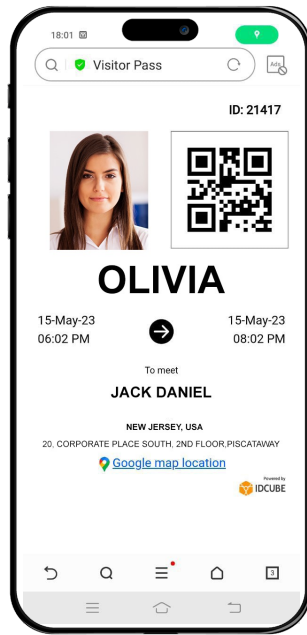 18:01
Visitor Pass
Ads
ID: 21417
OLIVIA
15-May-23
06:02 PM
15-May-23
08:02 PM
To meet
JACK DANIEL
NEW JERSEY, USA
20, CORPORATE PLACE SOUTH, 2ND FLOOR,PISCATAWAY
Google map location
Powered by
IDCUBE
3